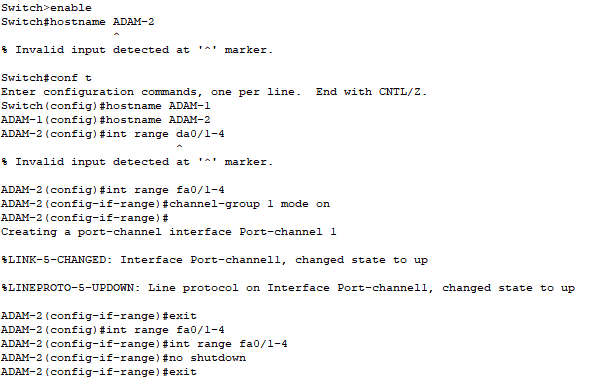 Switch>enable
Switch#hostname ADAM-2
^
% Invalid input detected at '^' marker.
Switch#conf t
Enter configuration commands, one per line.  End with CNTL/Z.
Switch(config)#hostname ADAM-1
ADAM-1(config)#hostname ADAM-2
ADAM-2(config)#int range da0/1-4
^
% Invalid input detected at '^' marker.
ADAM-2(config)#int range fa0/1-4
ADAM-2(config-if-range)#channel-group 1 mode on
ADAM-2(config-if-range)#
Creating a port-channel interface Port-channel 1
%LINK-5-CHANGED: Interface Port-channel1, changed state to up
%LINEPROTO-5-UPDOWN: Line protocol on Interface Port-channel1, changed state to up
ADAM-2(config-if-range)#exit
ADAM-2(config)#int range fa0/1-4
ADAM-2(config-if-range)#int range fa0/1-4
ADAM-2(config-if-range)#no shutdown
ADAM-2(config-if-range)#exit